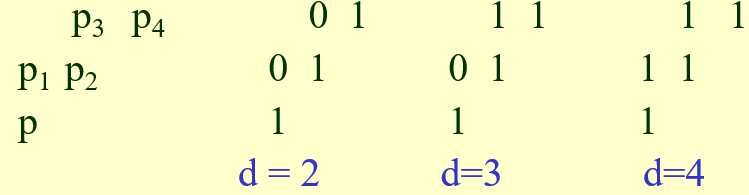 p₃ p₄ 0 1 1 1 1 1
p₁ p₂ 0 1 0 1 1 1
p 1 1 1
d = 2 d=3 d=4